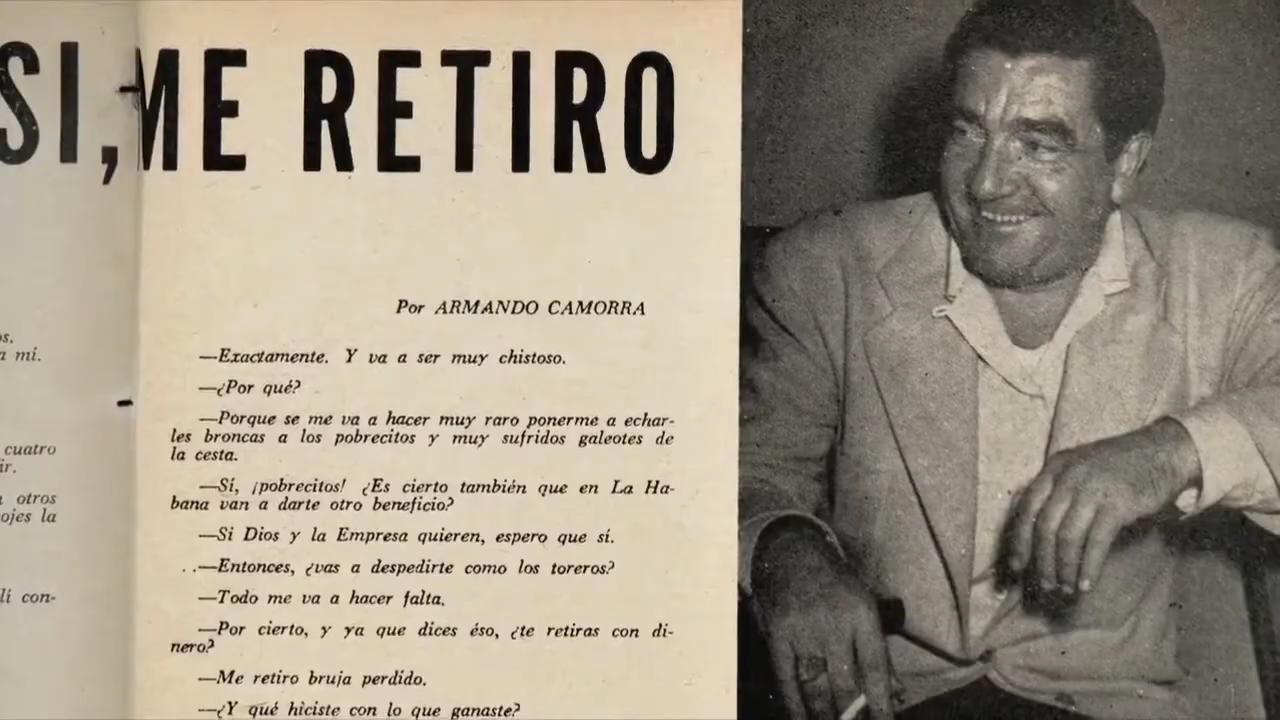 SI, ME RETIRO
os.
a mí.
cuatro
ir.
otros
ojes la
lí con-
Por ARMANDO CAMORRA
—Exactamente. Y va a ser muy chistoso.
—¿Por qué?
—Porque se me va a hacer muy raro ponerme a echar-
les broncas a los pobrecitos y muy sufridos galeotes de
la cesta.
—Sí, ¡pobrecitos! ¿Es cierto también que en La Ha-
bana van a darte otro beneficio?
—Si Dios y la Empresa quieren, espero que sí.
. .—Entonces, ¿vas a despedirte como los toreros?
—Todo me va a hacer falta.
—Por cierto, y ya que dices éso, ¿te retiras con di-
nero?
—Me retiro bruja perdido.
—¿Y qué hiciste con lo que ganaste?